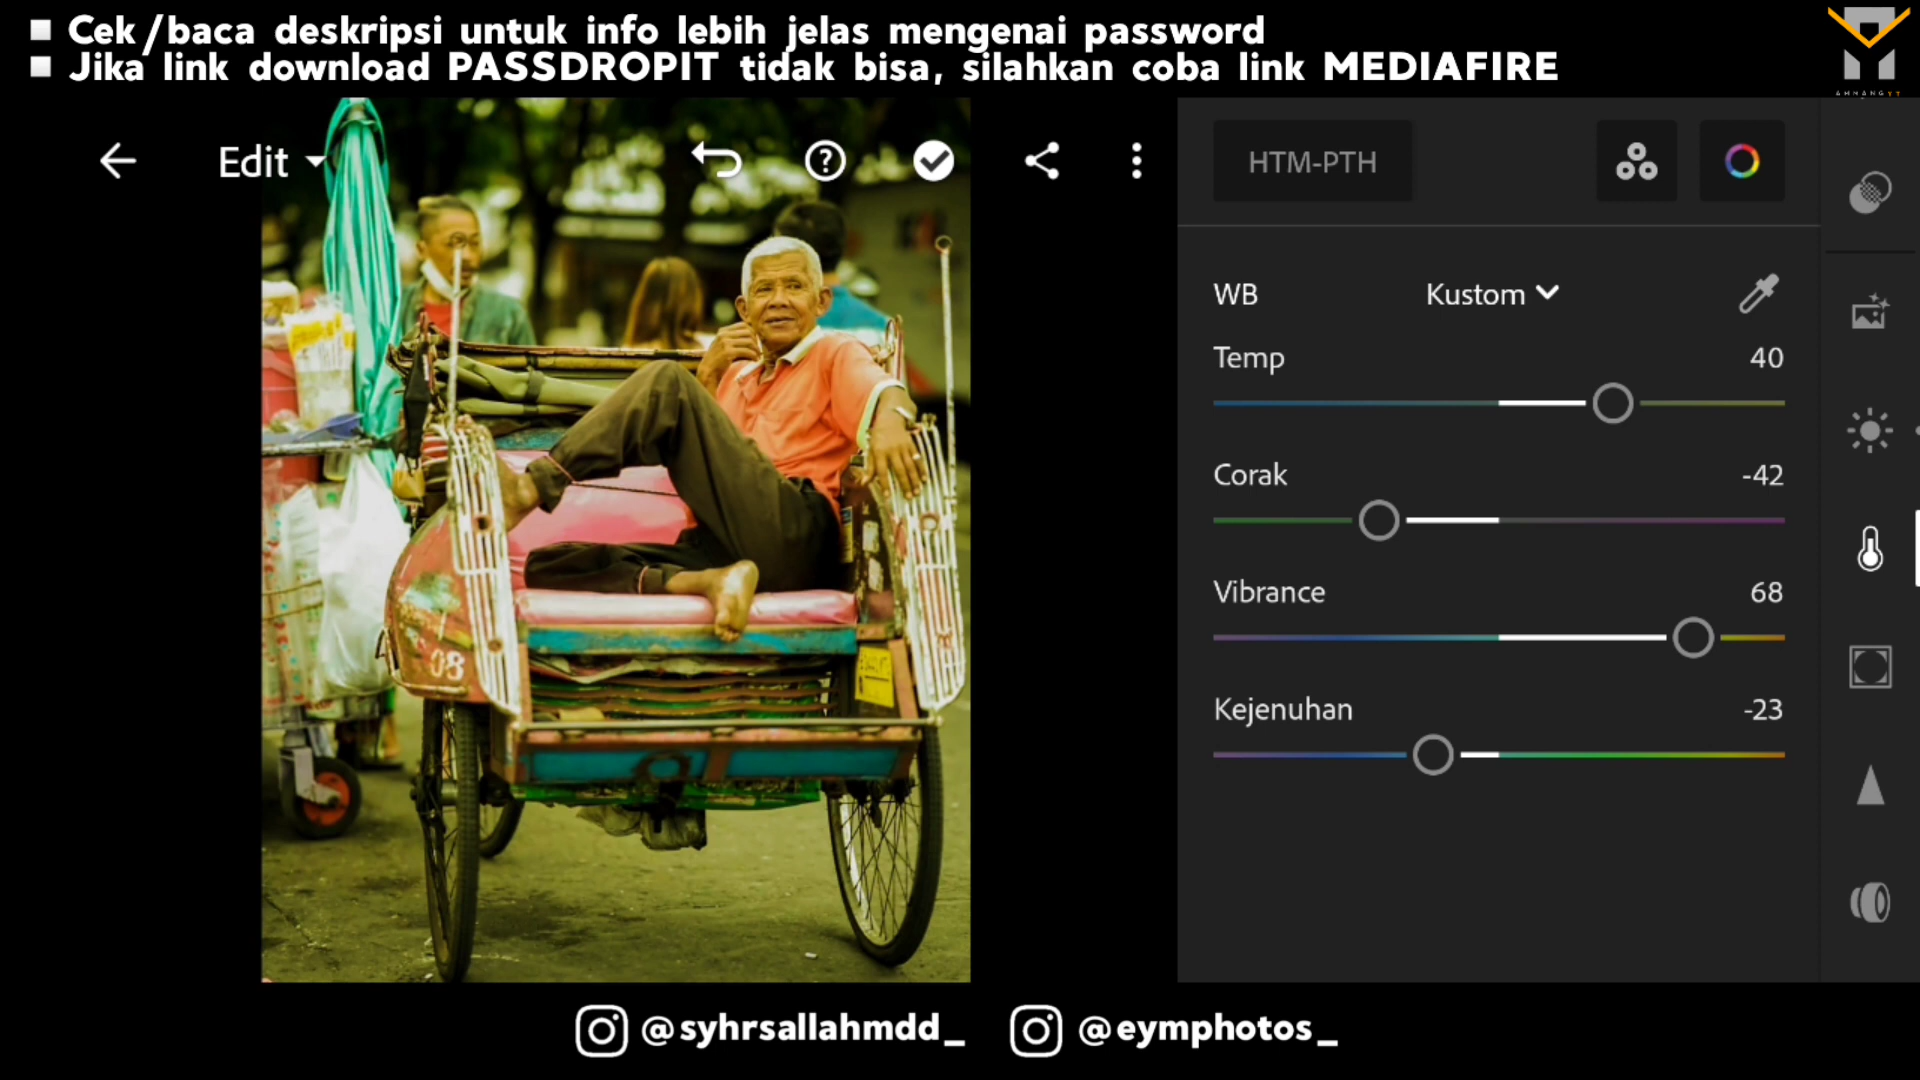 Cek/baca deskripsi untuk info lebih jelas mengenai password
Jika link download PASSDROPIT tidak bisa, silahkan coba link MEDIAFIRE
AHHANGYT
Edit
HTM-PTH
WB
Kustom
Temp
40
Corak
-42
Vibrance
68
Kejenuhan
-23
08
@syhrsallahmdd_
@eymphotos_